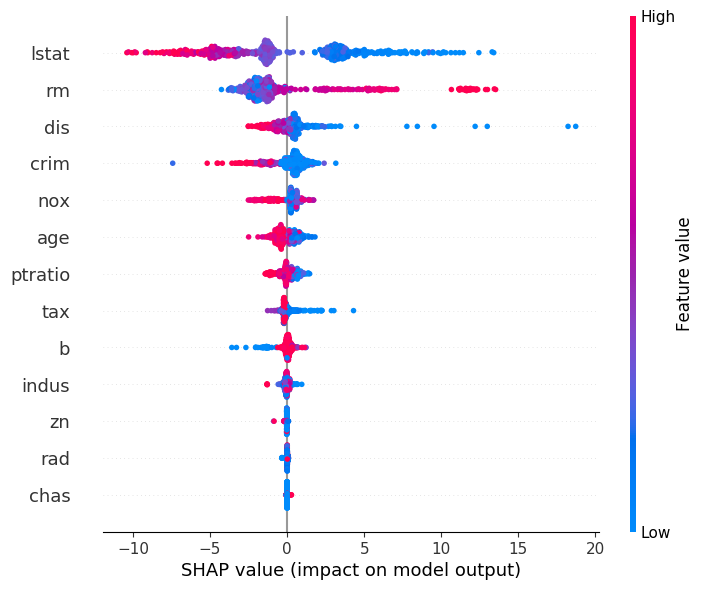 High
lstat
rm
dis
crim
nox
age
ptratio
tax
b
indus
zn
rad
chas
Feature value
Low
−10 −5 0 5 10 15 20
SHAP value (impact on model output)